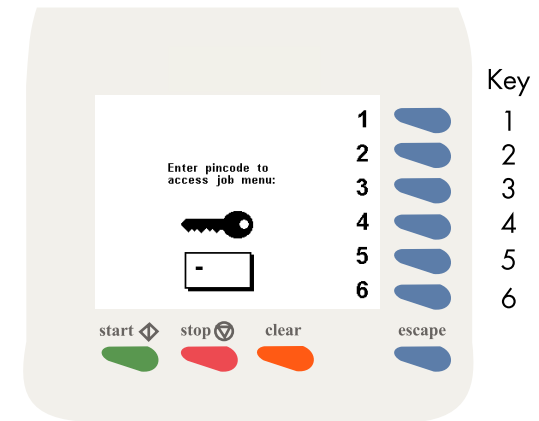 Key
1 1
2 2
Enter pincode to
access job menu:
3 3
4 4
5 5
-
6 6
start stop clear escape